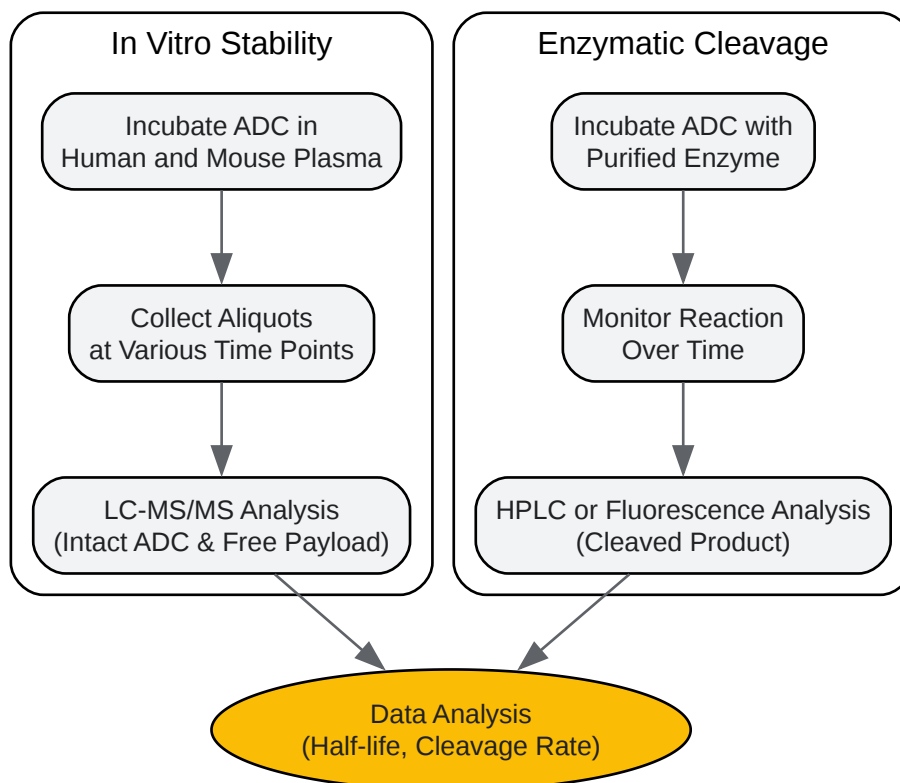 In Vitro Stability
Incubate ADC in
Human and Mouse Plasma
Collect Aliquots
at Various Time Points
LC-MS/MS Analysis
(Intact ADC & Free Payload)
Enzymatic Cleavage
Incubate ADC with
Purified Enzyme
Monitor Reaction
Over Time
HPLC or Fluorescence Analysis
(Cleaved Product)
Data Analysis
(Half-life, Cleavage Rate)